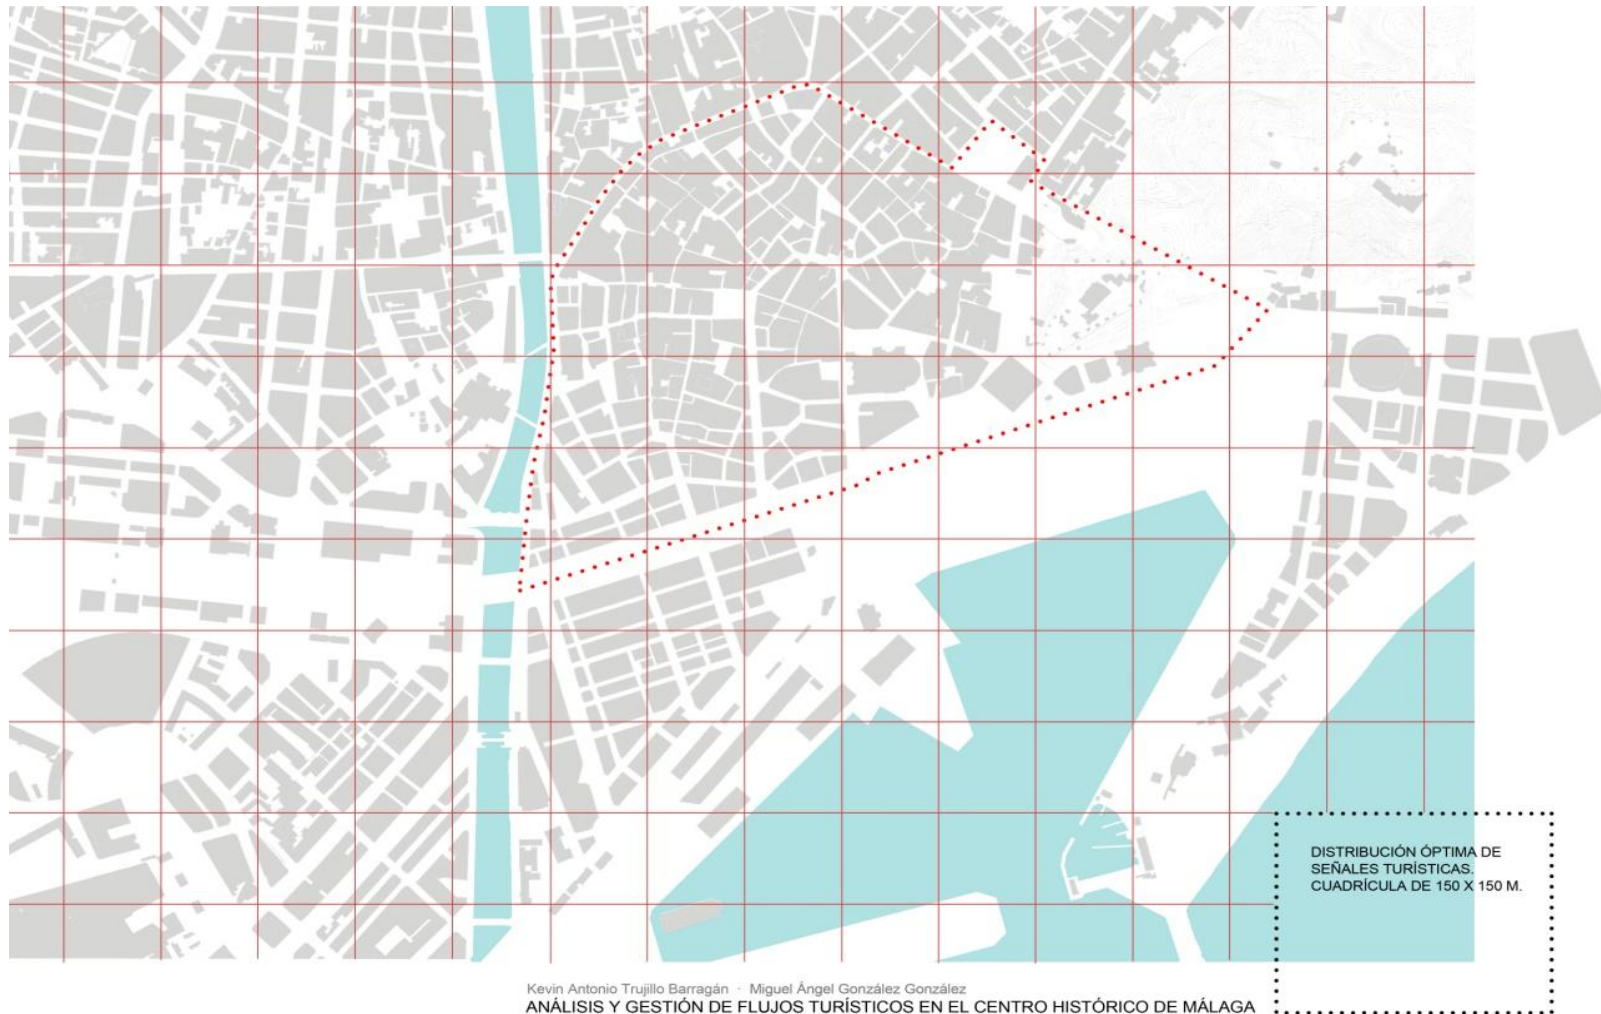 DISTRIBUCIÓN ÓPTIMA DE
SEÑALES TURÍSTICAS.
CUADRÍCULA DE 150 X 150 M.
Kevin Antonio Trujillo Barragán · Miguel Ángel González González
ANÁLISIS Y GESTIÓN DE FLUJOS TURÍSTICOS EN EL CENTRO HISTÓRICO DE MÁLAGA